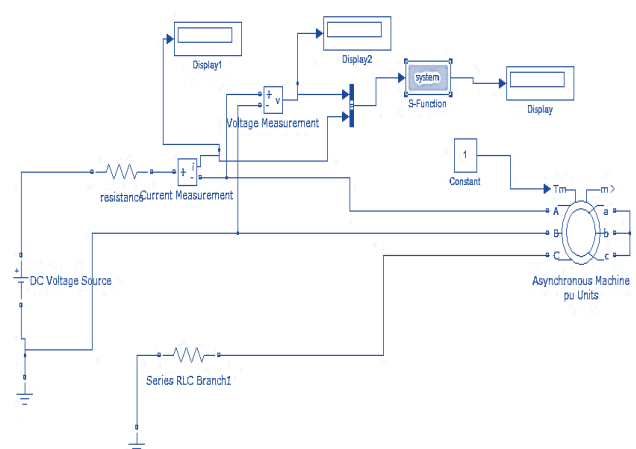 Display1
Display2
+
-
v
Voltage Measurement
system
S-Function
Display
1
Constant
+
i
-
resistance
Current Measurement
Tm
m >
A
a
B
b
C
c
+
DC Voltage Source
Asynchronous Machine
pu Units
Series RLC Branch1